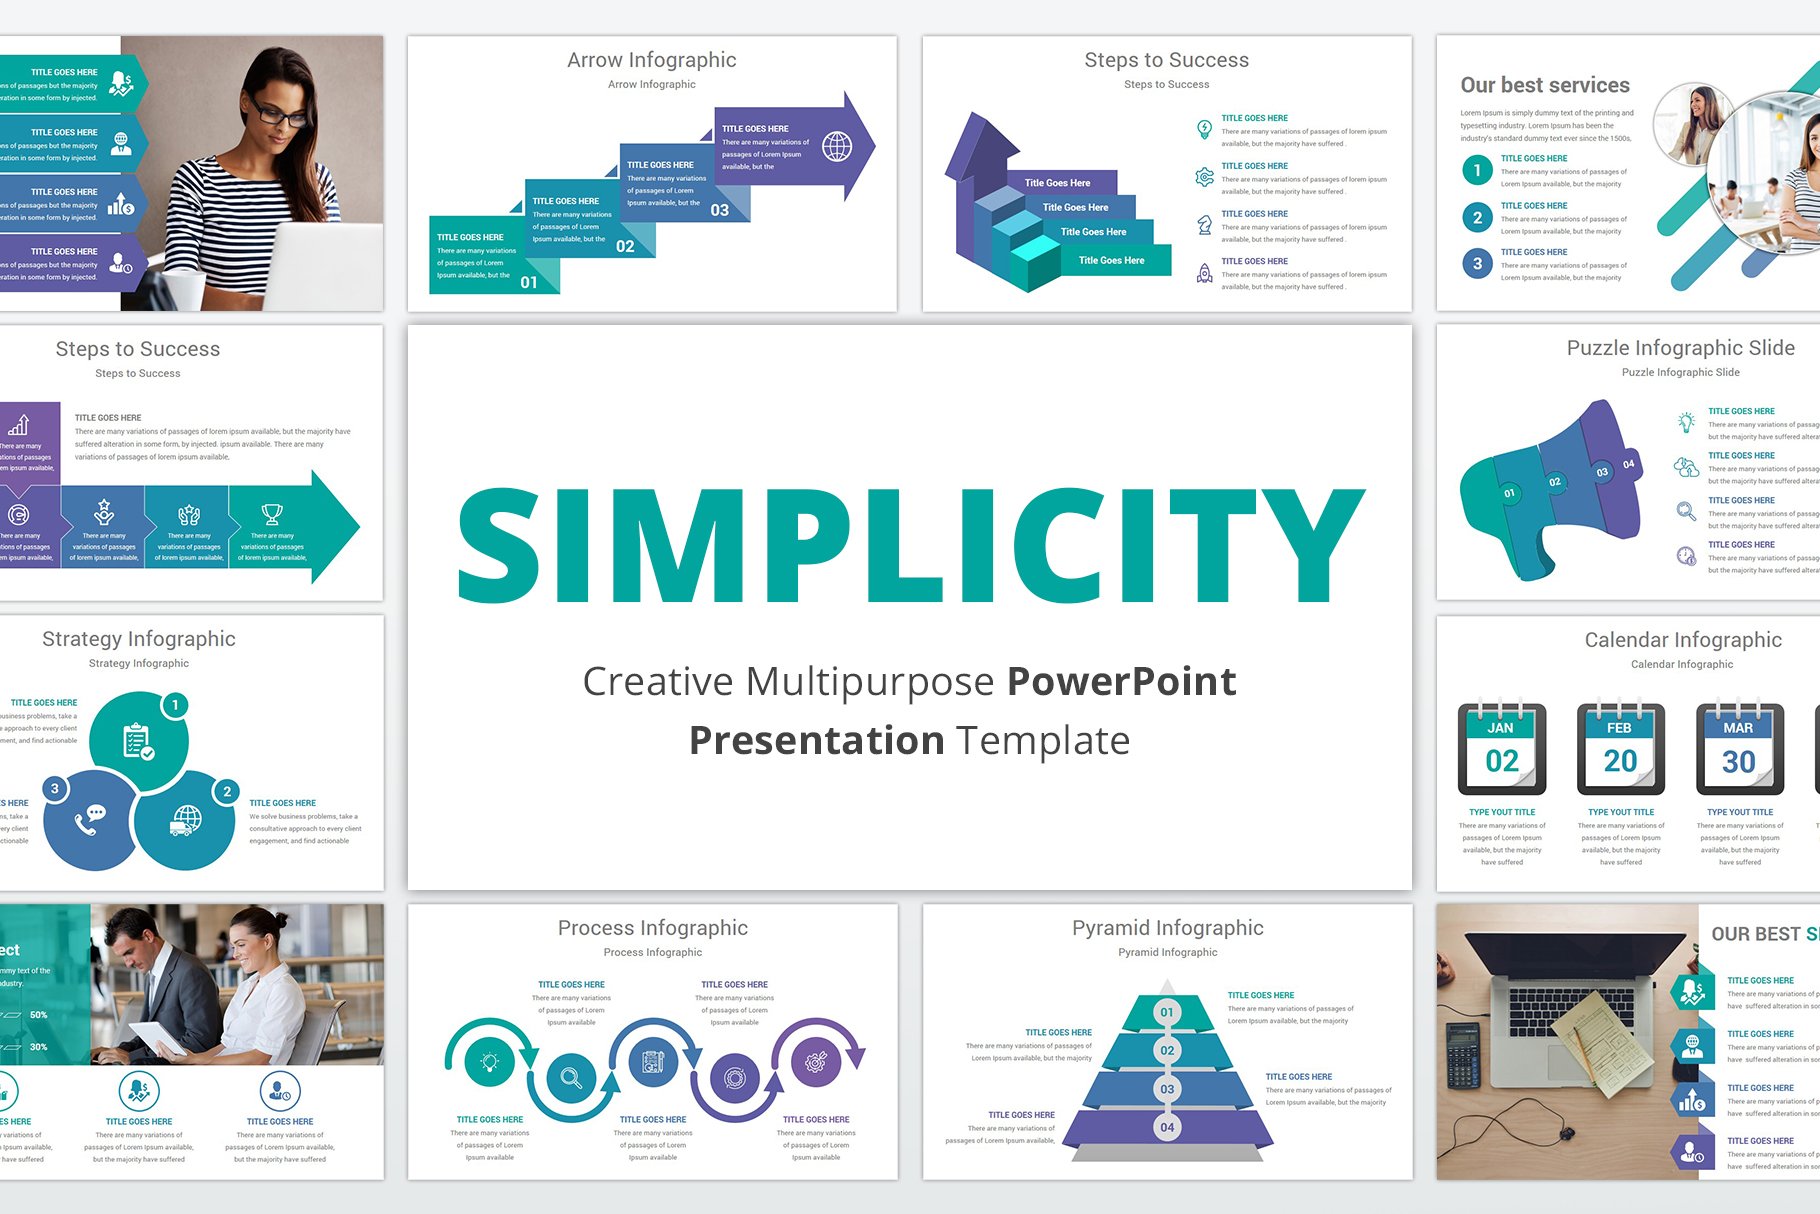 TITLE GOES HERE
ns of passages but the majority
eration in some form by injected.
TITLE GOES HERE
s of passages but the majority
eration in some form by injected.
TITLE GOES HERE
s of passages but the majority
eration in some form by injected.
TITLE GOES HERE
s of passages but the majority
eration in some form by injected.
Arrow Infographic
Arrow Infographic
TITLE GOES HERE
There are many variations
of passages of Lorem
Ipsum available, but the
01
TITLE GOES HERE
There are many variations
of passages of Lorem
Ipsum available, but the
02
TITLE GOES HERE
There are many variations
of passages of Lorem
Ipsum available, but the
03
TITLE GOES HERE
There are many variations of
passages of Lorem Ipsum
available, but the
Steps to Success
Steps to Success
Title Goes Here
Title Goes Here
Title Goes Here
Title Goes Here
TITLE GOES HERE
There are many variations of passages of lorem ipsum
available, but the majority have suffered .
TITLE GOES HERE
There are many variations of passages of lorem ipsum
available, but the majority have suffered .
TITLE GOES HERE
There are many variations of passages of lorem ipsum
available, but the majority have suffered .
TITLE GOES HERE
There are many variations of passages of lorem ipsum
available, but the majority have suffered .
Our best services
Lorem Ipsum is simply dummy text of the printing and
typesetting industry. Lorem Ipsum has been the
industry's standard dummy text ever since the 1500s,
1
TITLE GOES HERE
There are many variations of passages of
Lorem Ipsum available, but the majority
2
TITLE GOES HERE
There are many variations of passages of
Lorem Ipsum available, but the majority
3
TITLE GOES HERE
There are many variations of passages of
Lorem Ipsum available, but the majority
Steps to Success
Steps to Success
There are many
ations of passages
em ipsum available,
TITLE GOES HERE
There are many variations of passages of lorem ipsum available, but the majority have
suffered alteration in some form, by injected. ipsum available. There are many
variations of passages of lorem ipsum available,
here are many
tions of passages
em ipsum available,
There are many
variations of passages
of lorem ipsum available,
There are many
variations of passages
of lorem ipsum available,
There are many
variations of passages
of lorem ipsum available,
SIMPLICITY
Creative Multipurpose PowerPoint
Presentation Template
Puzzle Infographic Slide
Puzzle Infographic Slide
01
02
03
04
TITLE GOES HERE
There are many variations of passag
but the majority have suffered altera
TITLE GOES HERE
There are many variations of passag
but the majority have suffered altera
TITLE GOES HERE
There are many variations of passag
but the majority have suffered altera
TITLE GOES HERE
There are many variations of passag
but the majority have suffered altera
Strategy Infographic
Strategy Infographic
TITLE GOES HERE
business problems, take a
e approach to every client
ment, and find actionable
1
3
2
S HERE
ms, take a
ery client
ctionable
TITLE GOES HERE
We solve business problems, take a
consultative approach to every client
engagement, and find actionable
Calendar Infographic
Calendar Infographic
JAN
02
TYPE YOUT TITLE
There are many variations of
passages of Lorem Ipsum
available, but the majority
have suffered
FEB
20
TYPE YOUT TITLE
There are many variations of
passages of Lorem Ipsum
available, but the majority
have suffered
MAR
30
TYPE YOUT TITLE
There are many variations of
passages of Lorem Ipsum
available, but the majority
have suffered
ect
mmy text of the
dustry.
50%
30%
ES HERE
variations of
Ipsum available,
have suffered
TITLE GOES HERE
There are many variations of
passages of Lorem Ipsum available,
but the majority have suffered
TITLE GOES HERE
There are many variations of
passages of Lorem Ipsum available,
but the majority have suffered
Process Infographic
Process Infographic
TITLE GOES HERE
There are many variations
of passages of Lorem
Ipsum available
TITLE GOES HERE
There are many variations
of passages of Lorem
Ipsum available
TITLE GOES HERE
There are many variations
of passages of Lorem
Ipsum available
TITLE GOES HERE
There are many variations
of passages of Lorem
Ipsum available
TITLE GOES HERE
There are many variations
of passages of Lorem
Ipsum available
Pyramid Infographic
Pyramid Infographic
01
TITLE GOES HERE
There are many variations of passages of
Lorem Ipsum available, but the majority
02
TITLE GOES HERE
There are many variations of passages of
Lorem Ipsum available, but the majority
03
TITLE GOES HERE
There are many variations of passages of
Lorem Ipsum available, but the majority
04
TITLE GOES HERE
There are many variations of
passages of Lorem Ipsum available,
OUR BEST S
TITLE GOES HERE
There are many variations of p
have suffered alteration in so
TITLE GOES HERE
There are many variations of p
have suffered alteration in so
TITLE GOES HERE
There are many variations of p
have suffered alteration in so
TITLE GOES HERE
There are many variations of p
have suffered alteration in so